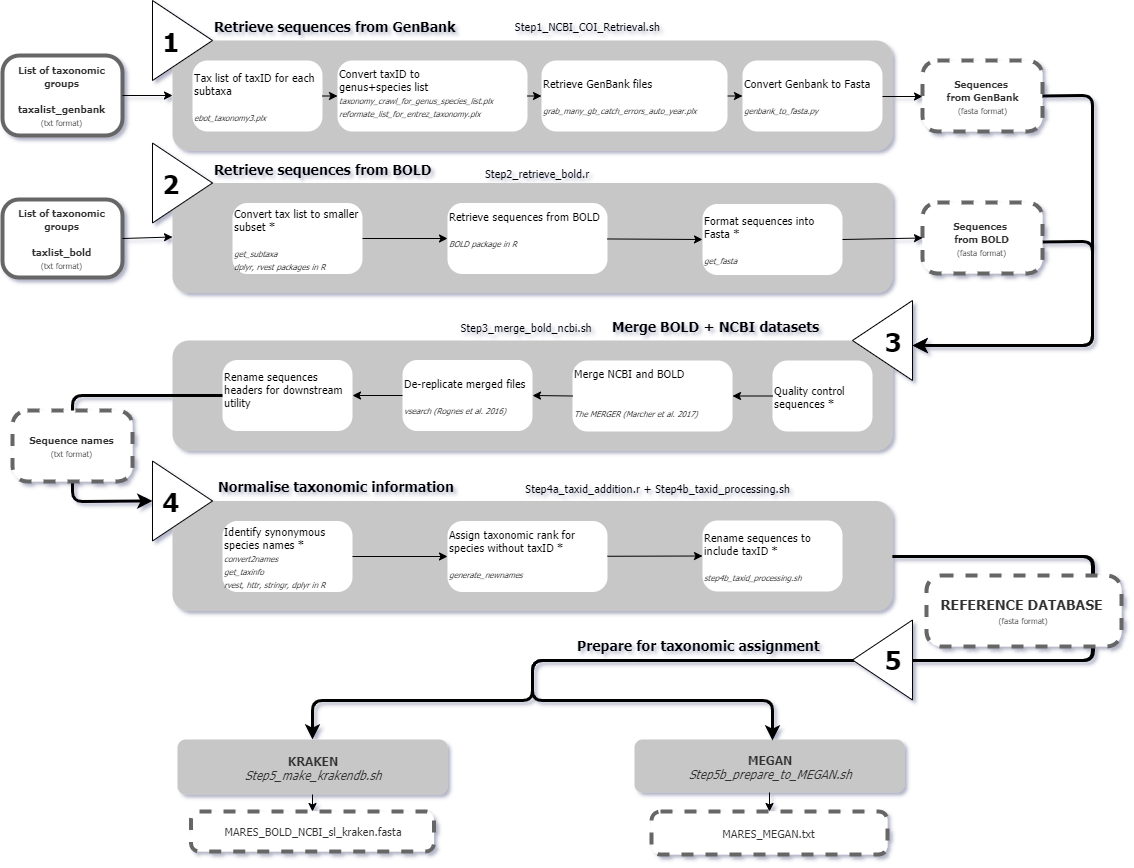 1
Retrieve sequences from GenBank
Step1_NCBI_COI_Retrieval.sh
List of taxonomic
groups
taxalist_genbank
(txt format)
Tax list of taxID for each
subtaxa
ebot_taxonomy3.plx
Convert taxID to
genus+species list
taxonomy_crawl_for_genus_species_list.plx
reformate_list_for_entrez_taxonomy.plx
Retrieve GenBank files
grab_many_gb_catch_errors_auto_year.plx
Convert Genbank to Fasta
genbank_to_fasta.py
Sequences
from GenBank
(fasta format)
2
Retrieve sequences from BOLD
Step2_retrieve_bold.r
List of taxonomic
groups
taxlist_bold
(txt format)
Convert tax list to smaller
subset *
get_subtaxa
dplyr, rvest packages in R
Retrieve sequences from BOLD
BOLD package in R
Format sequences into
Fasta *
get_fasta
Sequences
from BOLD
(fasta format)
Step3_merge_bold_ncbi.sh
Merge BOLD + NCBI datasets
3
Rename sequences
headers for downstream
utility
De-replicate merged files
vsearch (Rognes et al. 2016)
Merge NCBI and BOLD
The MERGER (Marcher et al. 2017)
Quality control
sequences *
Sequence names
(txt format)
4
Normalise taxonomic information
Step4a_taxid_addition.r + Step4b_taxid_processing.sh
Identify synonymous
species names *
convert2names
get_taxinfo
rvest, httr, stringr, dplyr in R
Assign taxonomic rank for
species without taxID *
generate_newnames
Rename sequences to
include taxID *
step4b_taxid_processing.sh
REFERENCE DATABASE
(fasta format)
Prepare for taxonomic assignment
5
KRAKEN
Step5_make_krakendb.sh
MEGAN
Step5b_prepare_to_MEGAN.sh
MARES_BOLD_NCBI_sl_kraken.fasta
MARES_MEGAN.txt